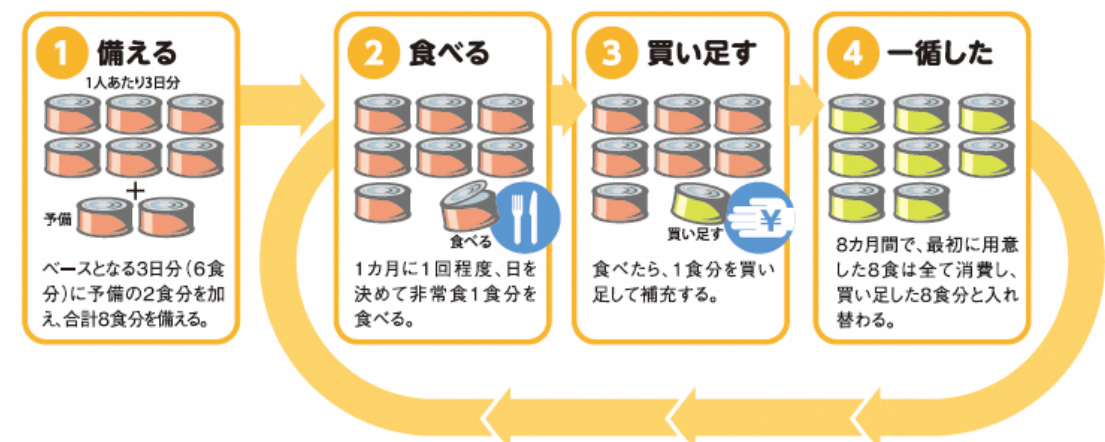 1 備える
1人あたり3日分
+
予備
ベースとなる3日分(6食
分)に予備の2食分を加
え、合計8食分を備える。
2 食べる
食べる
1カ月に1回程度、日を
決めて非常食1食分を
食べる。
3 買い足す
¥
買い足す
食べたら、1食分を買い
足して補充する。
4 一循した
8カ月間で、最初に用意
した8食は全て消費し、
買い足した8食分と入れ
替わる。